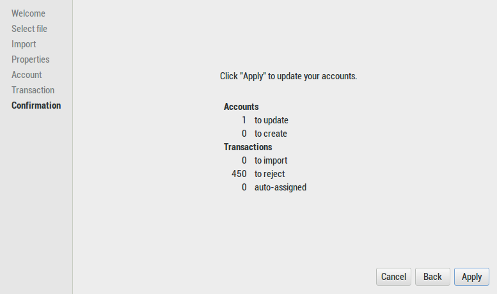 Welcome
Select file
Import
Properties
Account
Transaction
Confirmation
Click "Apply" to update your accounts.
Accounts
1 to update
0 to create
Transactions
0 to import
450 to reject
0 auto-assigned
Cancel Back Apply